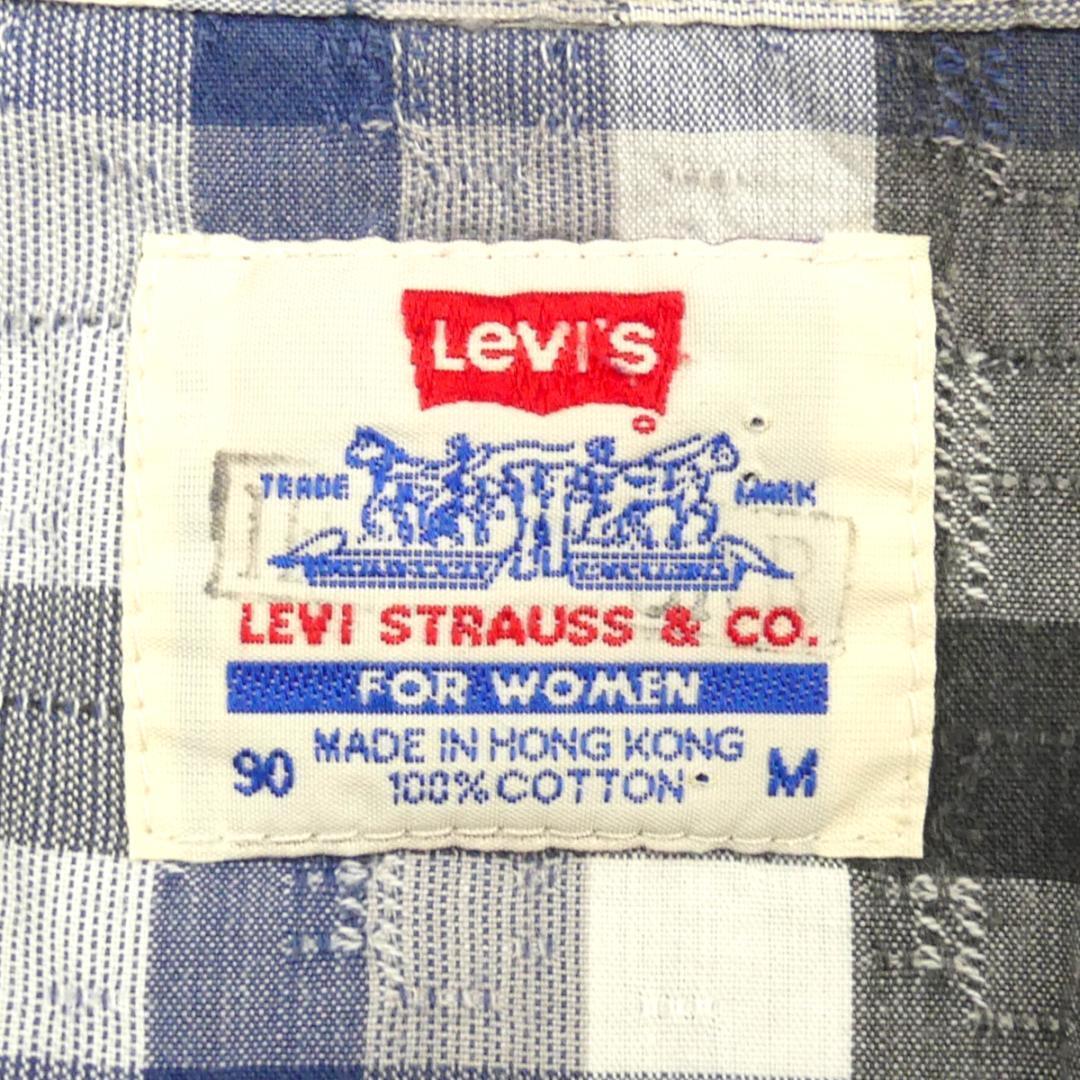 Levi's
TRADE MARK
LEVI STRAUSS & CO.
FOR WOMEN
MADE IN HONG KONG
90 100% COTTON M